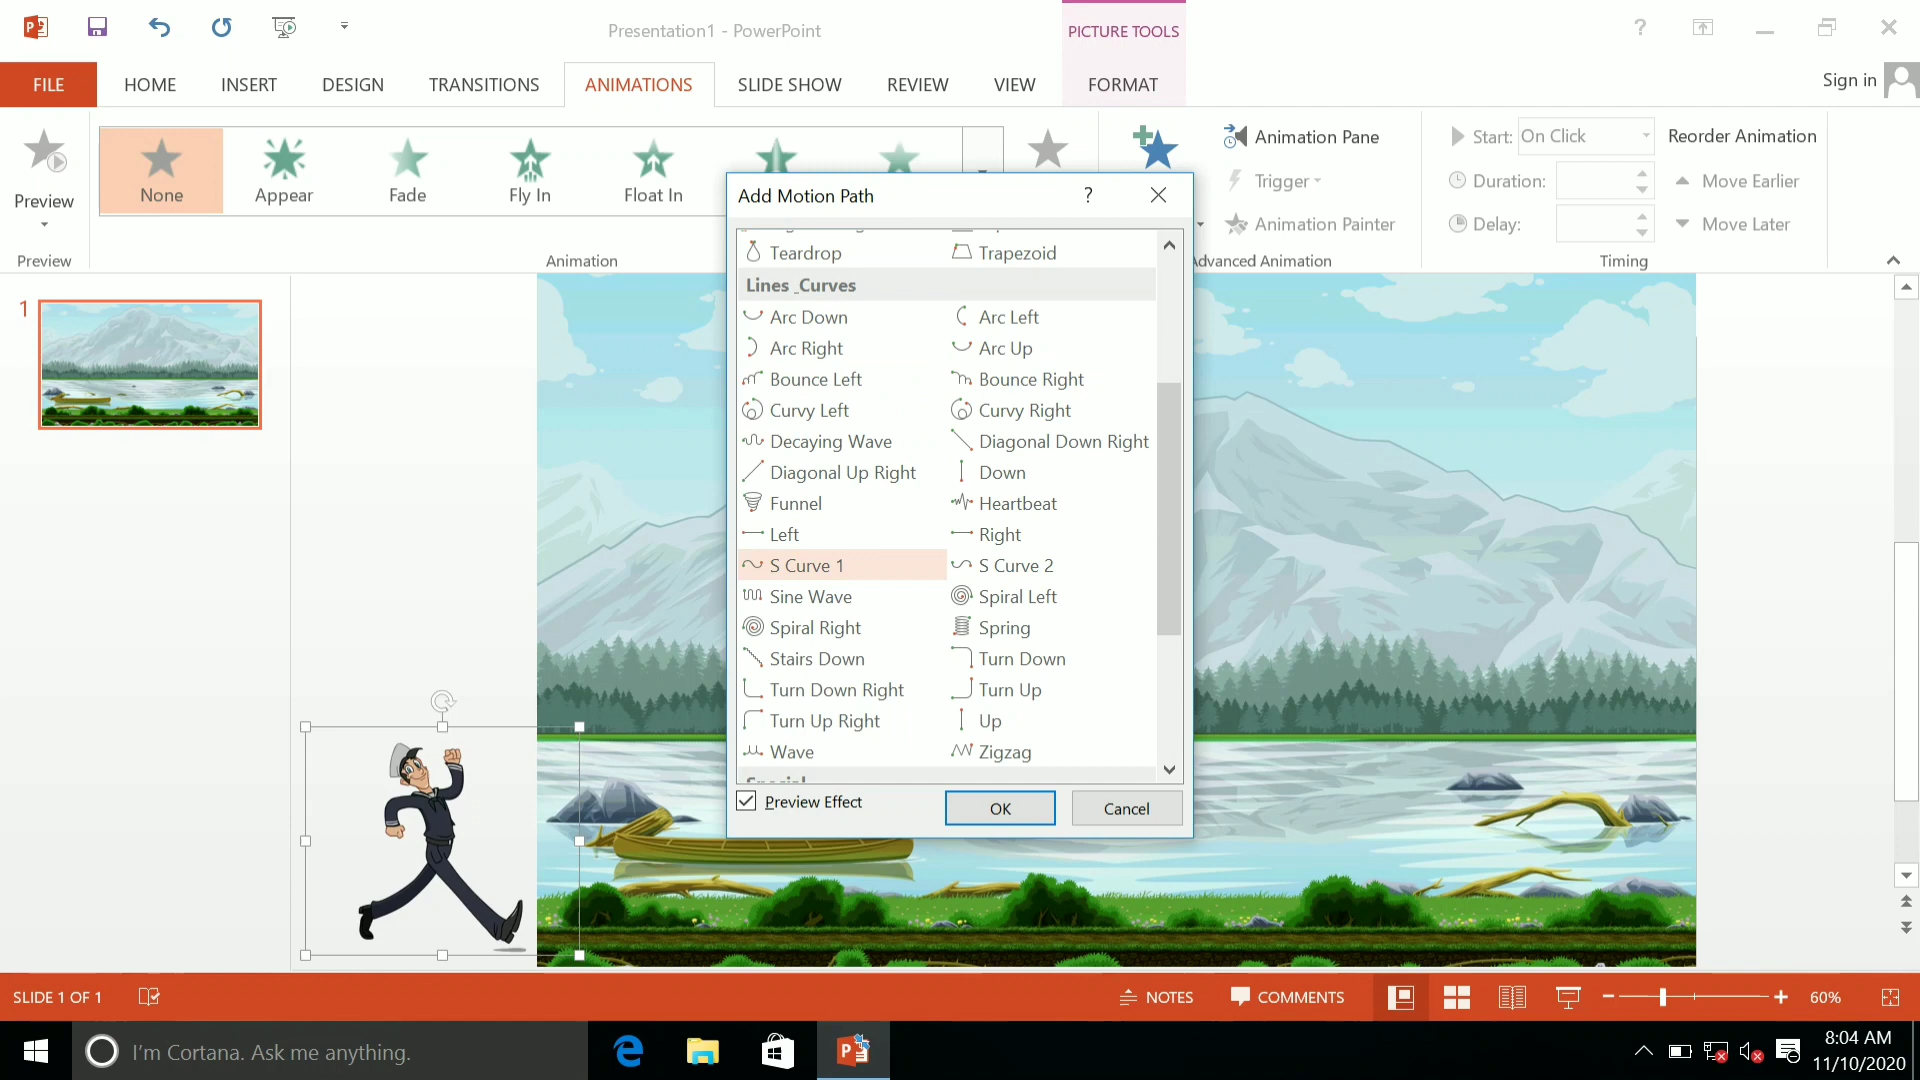 Presentation1 - PowerPoint
PICTURE TOOLS
?
FILE
HOME
INSERT
DESIGN
TRANSITIONS
ANIMATIONS
SLIDE SHOW
REVIEW
VIEW
FORMAT
Sign in
Preview
None
Appear
Fade
Fly In
Float In
Animation Pane
Trigger
Animation Painter
Start: On Click
Duration:
Delay:
Reorder Animation
Move Earlier
Move Later
Preview
Animation
Advanced Animation
Timing
Add Motion Path
?
Teardrop
Trapezoid
Lines_Curves
Arc Down
Arc Left
Arc Right
Arc Up
Bounce Left
Bounce Right
Curvy Left
Curvy Right
Decaying Wave
Diagonal Down Right
Diagonal Up Right
Down
Funnel
Heartbeat
Left
Right
S Curve 1
S Curve 2
Sine Wave
Spiral Left
Spiral Right
Spring
Stairs Down
Turn Down
Turn Down Right
Turn Up
Turn Up Right
Up
Wave
Zigzag
Preview Effect
OK
Cancel
1
SLIDE 1 OF 1
NOTES
COMMENTS
60%
I'm Cortana. Ask me anything.
8:04 AM
11/10/2020